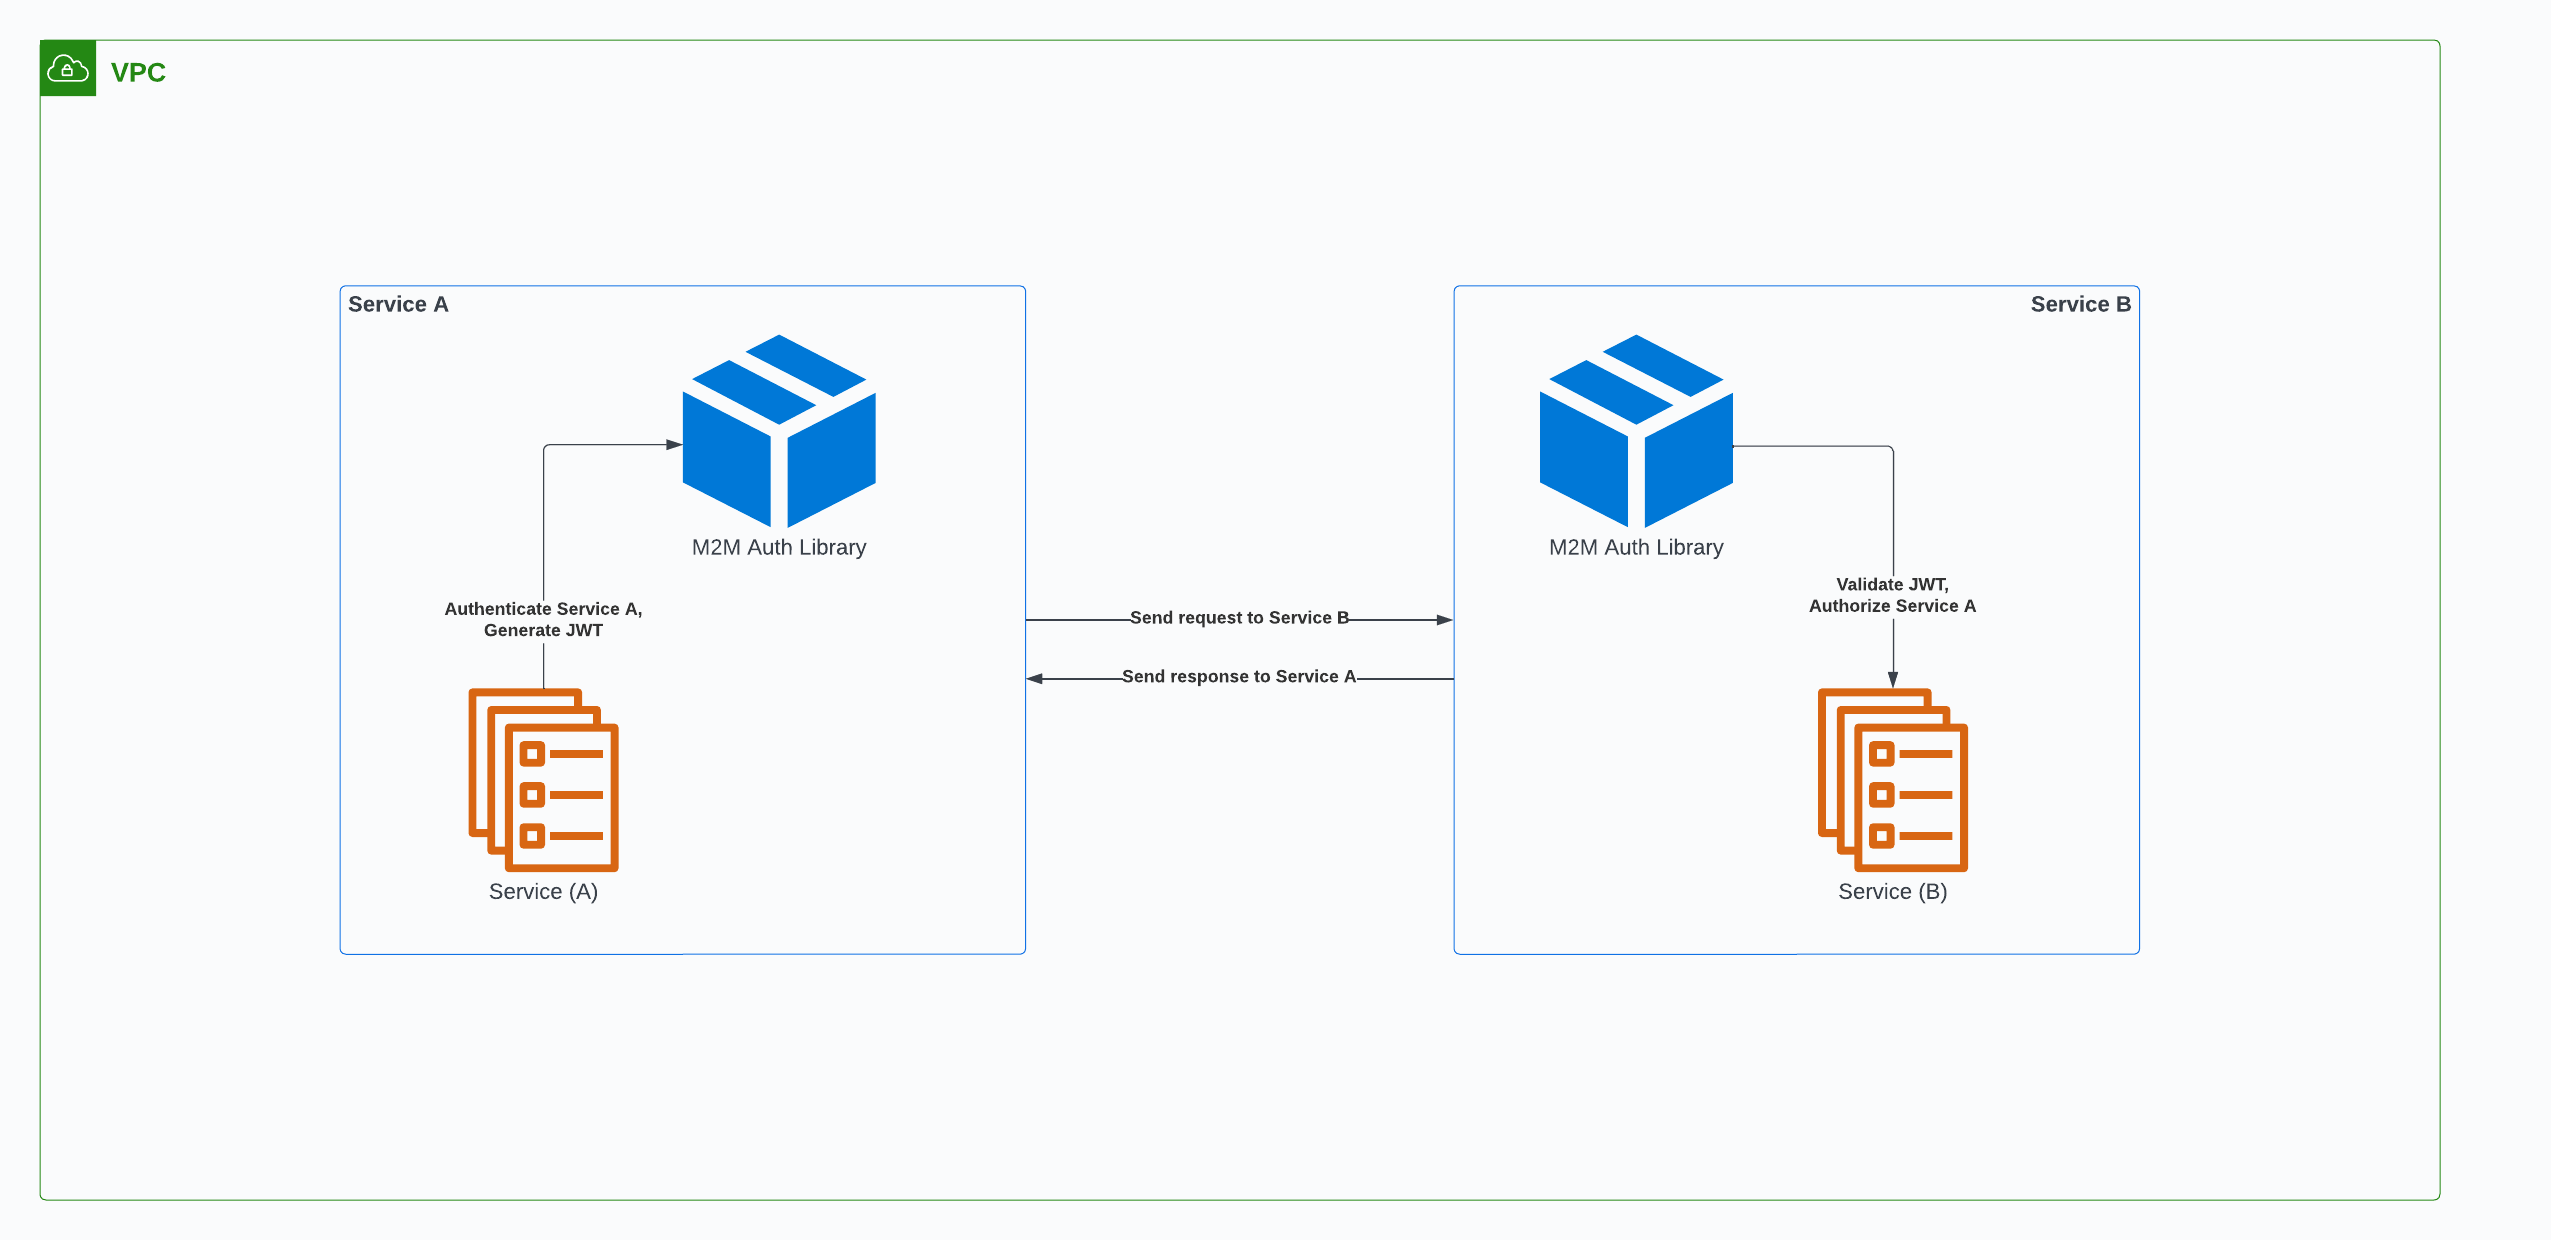 VPC
Service A
M2M Auth Library
Authenticate Service A,
Generate JWT
Service (A)
Send request to Service B
Send response to Service A
Service B
M2M Auth Library
Validate JWT,
Authorize Service A
Service (B)